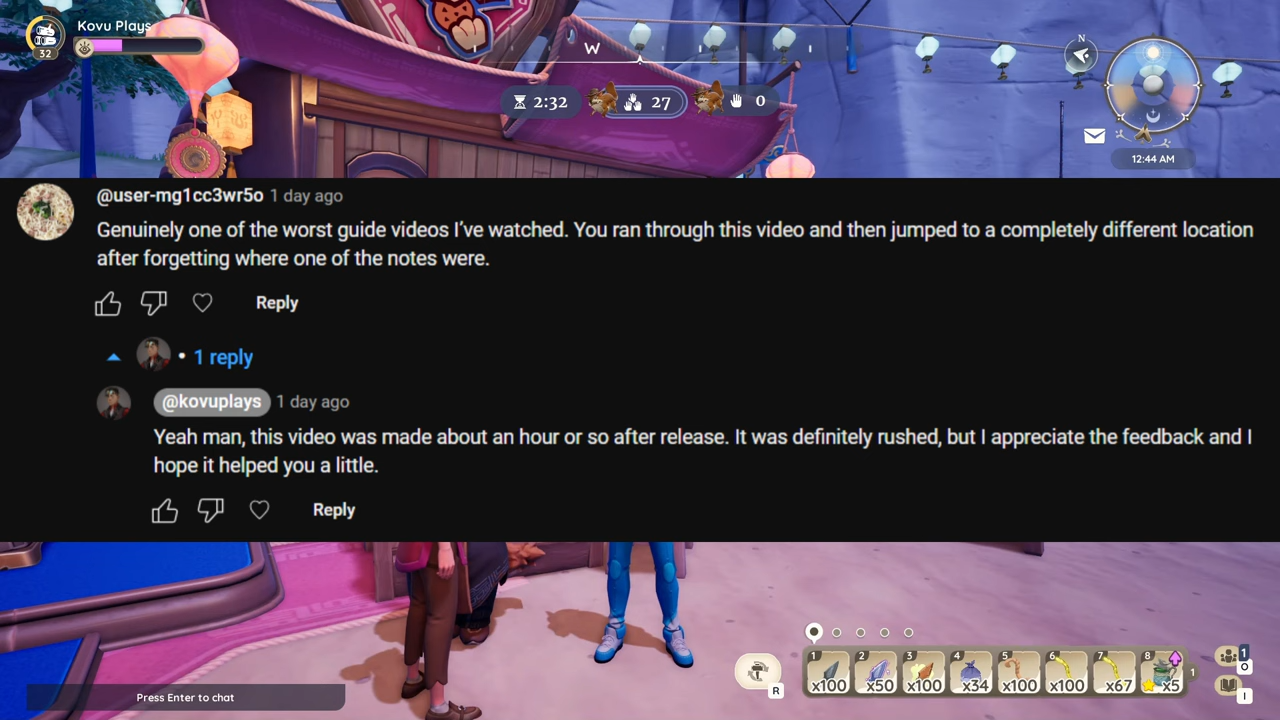 Kovu Plays
32
W
N
2:32
27
0
12:44 AM
@user-mg1cc3wr5o 1 day ago
Genuinely one of the worst guide videos I've watched. You ran through this video and then jumped to a completely different location
after forgetting where one of the notes were.
Reply
• 1 reply
@kovuplays 1 day ago
Yeah man, this video was made about an hour or so after release. It was definitely rushed, but I appreciate the feedback and I
hope it helped you a little.
Reply
R
1 x100
2 x50
3 x100
4 x34
5 x100
6 x100
7 x67
8 x5
1
1
O
I
Press Enter to chat